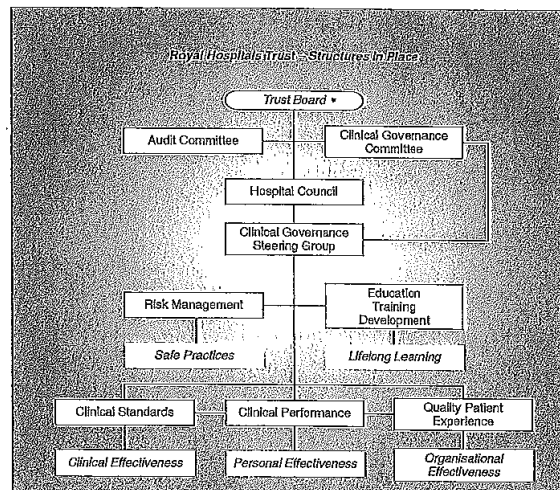 Royal Hospitals Trust – Structures in Place
Trust Board
Audit Committee
Clinical Governance
Committee
Hospital Council
Clinical Governance
Steering Group
Risk Management
Education
Training
Development
Safe Practices
Lifelong Learning
Clinical Standards
Clinical Performance
Quality Patient
Experience
Clinical Effectiveness
Personal Effectiveness
Organisational
Effectiveness